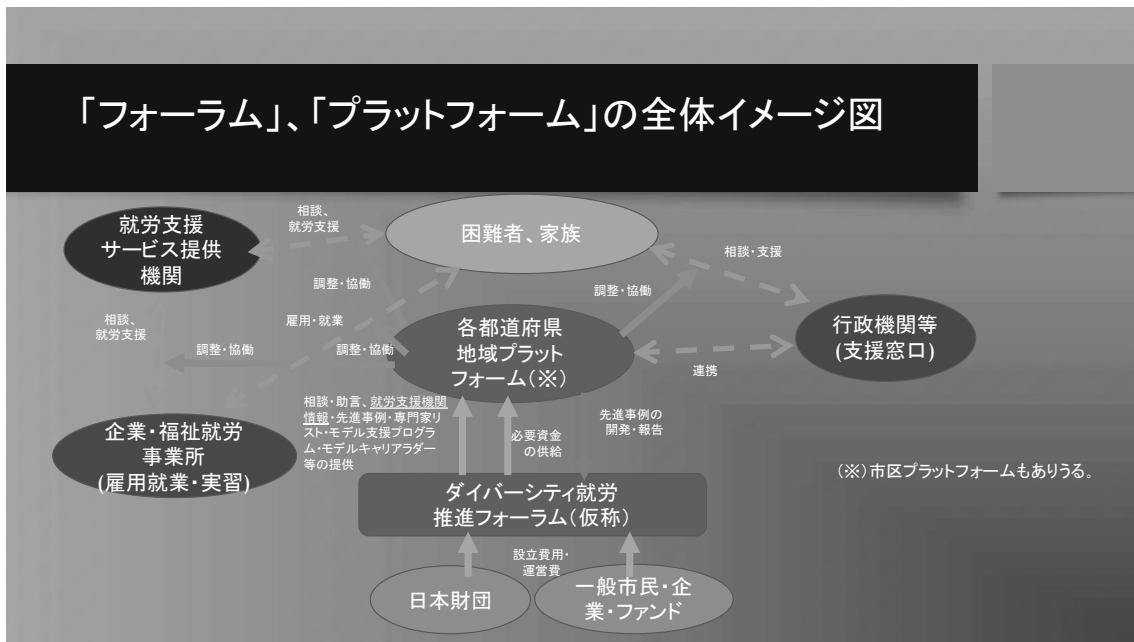 「フォーラム」、「プラットフォーム」の全体イメージ図
就労支援
サービス提供
機関
相談、
就労支援
困難者、家族
相談・支援
調整・協働
調整・協働
相談、
就労支援
雇用・就業
各都道府県
地域プラット
フォーム(※)
行政機関等
(支援窓口)
調整・協働
調整・協働
連携
相談・助言、就労支援機関
情報・先進事例・専門家リ
スト・モデル支援プログラ
ム・モデルキャリアラダー
等の提供
必要資金
の供給
先進事例の
開発・報告
企業・福祉就労
事業所
(雇用就業・実習)
(※)市区プラットフォームもありうる。
ダイバーシティ就労
推進フォーラム(仮称)
設立費用・
運営費
日本財団
一般市民・企
業・ファンド